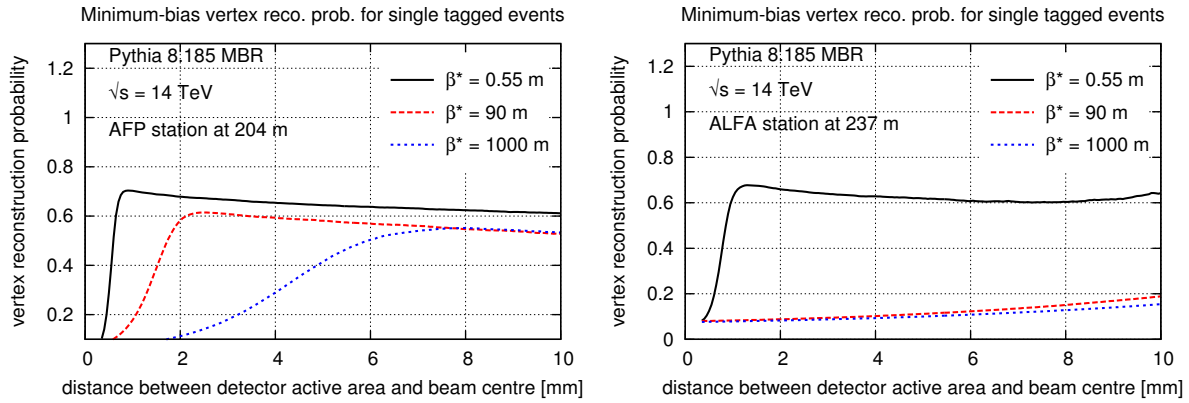 Minimum-bias vertex reco. prob. for single tagged events
vertex reconstruction probability
1.2
1
0.8
0.6
0.4
0.2
0 2 4 6 8 10
distance between detector active area and beam centre [mm]
Pythia 8.185 MBR
√s = 14 TeV
AFP station at 204 m
β* = 0.55 m
β* = 90 m
β* = 1000 m
Minimum-bias vertex reco. prob. for single tagged events
vertex reconstruction probability
1.2
1
0.8
0.6
0.4
0.2
0
0 2 4 6 8 10
distance between detector active area and beam centre [mm]
Pythia 8.185 MBR
√s = 14 TeV
ALFA station at 237 m
β* = 0.55 m
β* = 90 m
β* = 1000 m